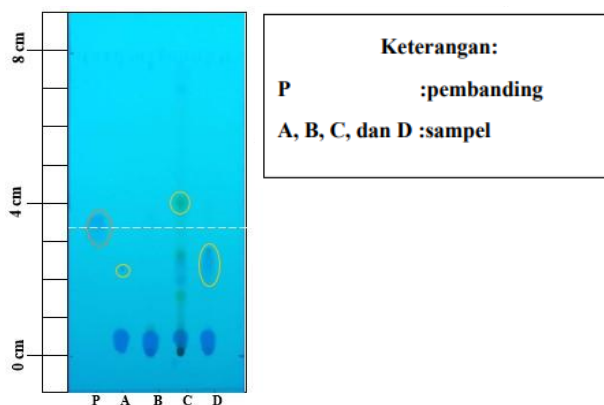 8 cm
4 cm
0 cm
P A B C D
Keterangan:
P :pembanding
A, B, C, dan D :sampel